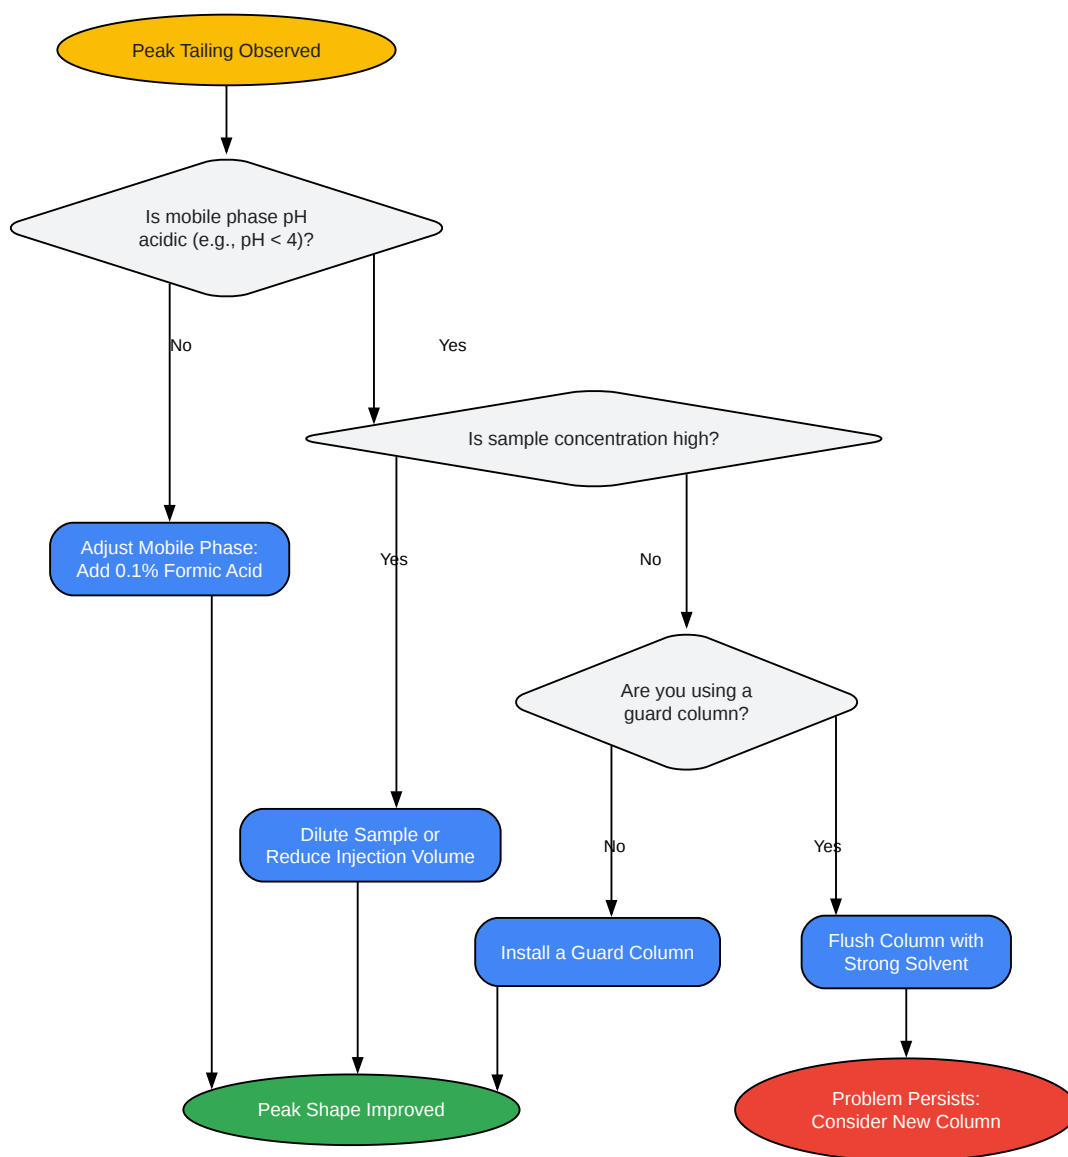 Peak Tailing Observed
Is mobile phase pH
acidic (e.g., pH < 4)?
No
Yes
Is sample concentration high?
Adjust Mobile Phase:
Add 0.1% Formic Acid
Yes
No
Are you using a
guard column?
Dilute Sample or
Reduce Injection Volume
No
Yes
Install a Guard Column
Flush Column with
Strong Solvent
Peak Shape Improved
Problem Persists:
Consider New Column